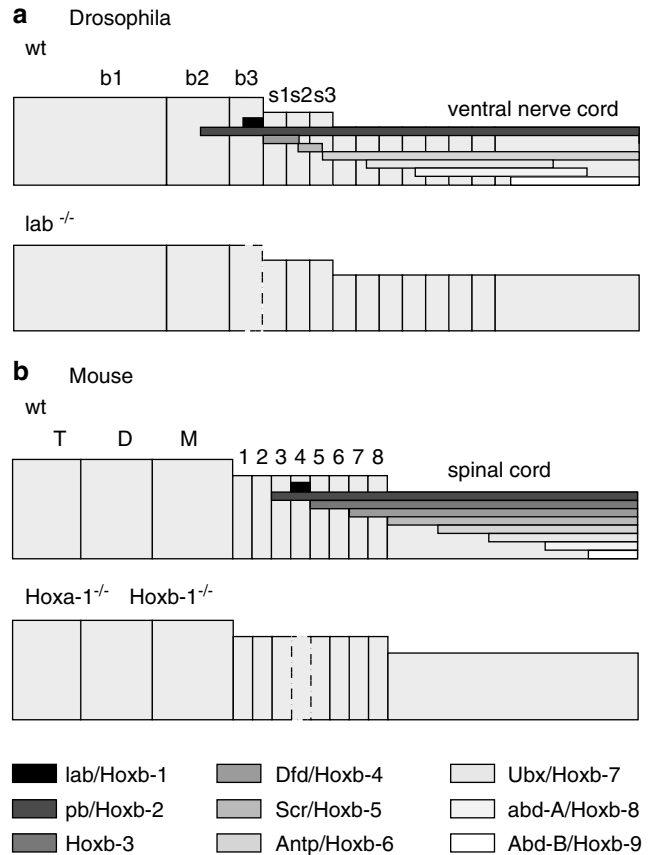 a Drosophila
wt
b1 b2 b3 s1s2s3
ventral nerve cord
lab -/-
b Mouse
wt
T D M 1 2 3 4 5 6 7 8
spinal cord
Hoxa-1-/- Hoxb-1-/-
lab/Hoxb-1 Dfd/Hoxb-4 Ubx/Hoxb-7
pb/Hoxb-2 Scr/Hoxb-5 abd-A/Hoxb-8
Hoxb-3 Antp/Hoxb-6 Abd-B/Hoxb-9